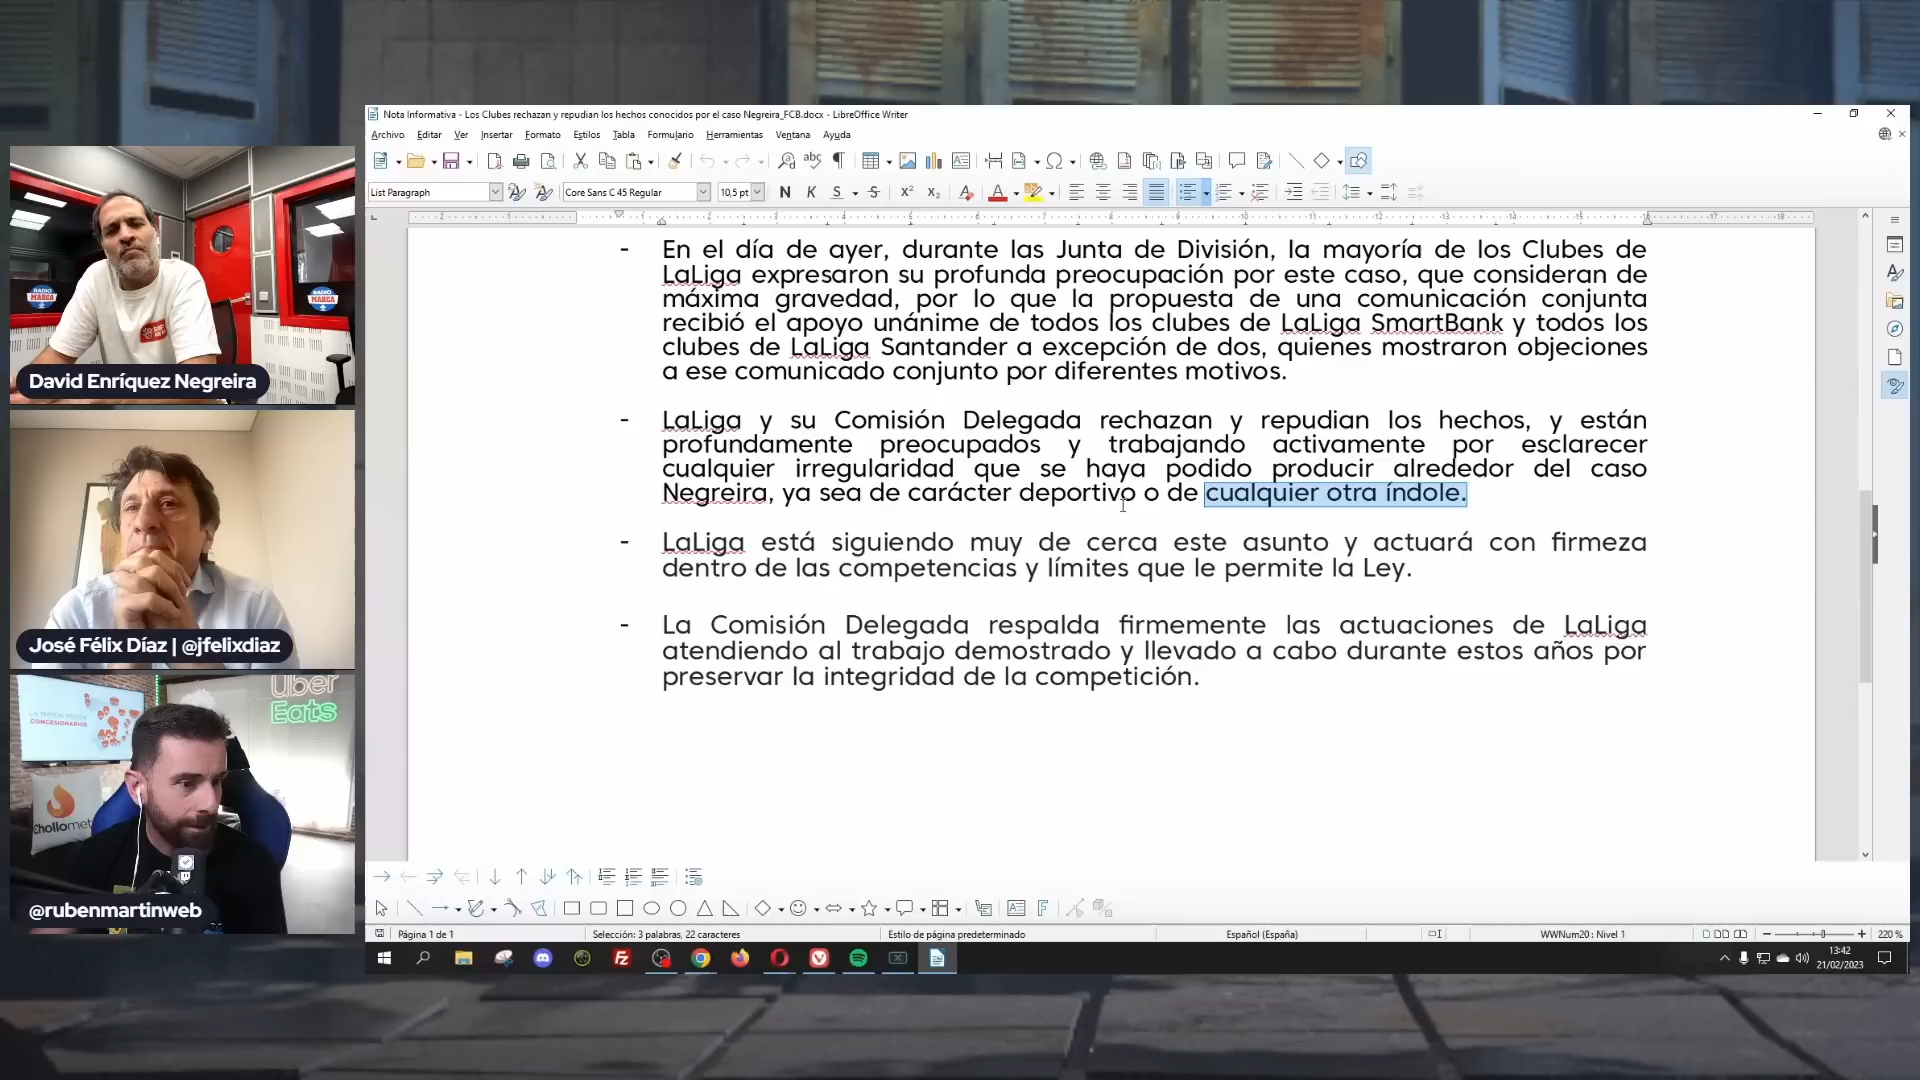 Nota Informativa - Los Clubes rechazan y repudian los hechos conocidos por el caso Negreira_FCB.docx - LibreOffice Writer
Archivo Editar Ver Insertar Formato Estilos Tabla Formulario Herramientas Ventana Ayuda
List Paragraph
Core Sans C 45 Regular
10,5 pt
N K S S
- En el día de ayer, durante las Junta de División, la mayoría de los Clubes de
LaLiga expresaron su profunda preocupación por este caso, que consideran de
máxima gravedad, por lo que la propuesta de una comunicación conjunta
recibió el apoyo unánime de todos los clubes de LaLiga SmartBank y todos los
clubes de LaLiga Santander a excepción de dos, quienes mostraron objeciones
a ese comunicado conjunto por diferentes motivos.
- LaLiga y su Comisión Delegada rechazan y repudian los hechos, y están
profundamente preocupados y trabajando activamente por esclarecer
cualquier irregularidad que se haya podido producir alrededor del caso
Negreira, ya sea de carácter deportivo o de cualquier otra índole.
- LaLiga está siguiendo muy de cerca este asunto y actuará con firmeza
dentro de las competencias y límites que le permite la Ley.
- La Comisión Delegada respalda firmemente las actuaciones de LaLiga
atendiendo al trabajo demostrado y llevado a cabo durante estos años por
preservar la integridad de la competición.
Página 1 de 1
Selección: 3 palabras, 22 caracteres
Estilo de página predeterminado
Español (España)
WWNum20 : Nivel 1
220 %
13:42
21/02/2023
RADIO
MARCA
RADIO
MARCA
David Enríquez Negreira
José Félix Díaz | @jfelixdiaz
LA MAYOR RED DE
CONCESIONARIOS
Uber
Eats
Chollomet
@rubenmartinweb